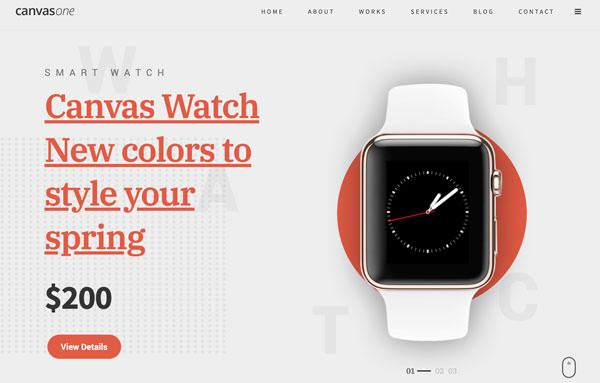 canvasone
HOME ABOUT WORKS SERVICES BLOG CONTACT
W
H
SMART WATCH
Canvas Watch
New colors to
A
style your
spring
$200
C
T
View Details
01 02 03